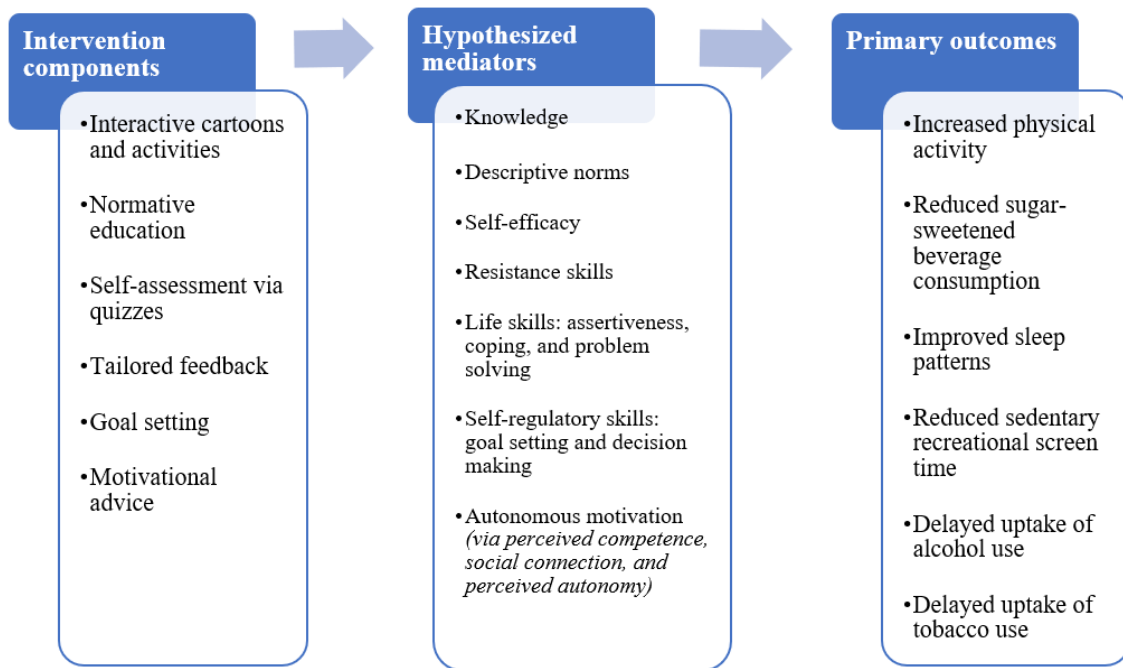 Intervention
components
•Interactive cartoons
and activities
•Normative
education
•Self-assessment via
quizzes
•Tailored feedback
•Goal setting
•Motivational
advice
Hypothesized
mediators
•Knowledge
•Descriptive norms
•Self-efficacy
•Resistance skills
•Life skills: assertiveness,
coping, and problem
solving
•Self-regulatory skills:
goal setting and decision
making
•Autonomous motivation
(via perceived competence,
social connection, and
perceived autonomy)
Primary outcomes
•Increased physical
activity
•Reduced sugar-
sweetened
beverage
consumption
•Improved sleep
patterns
•Reduced sedentary
recreational screen
time
•Delayed uptake of
alcohol use
•Delayed uptake of
tobacco use